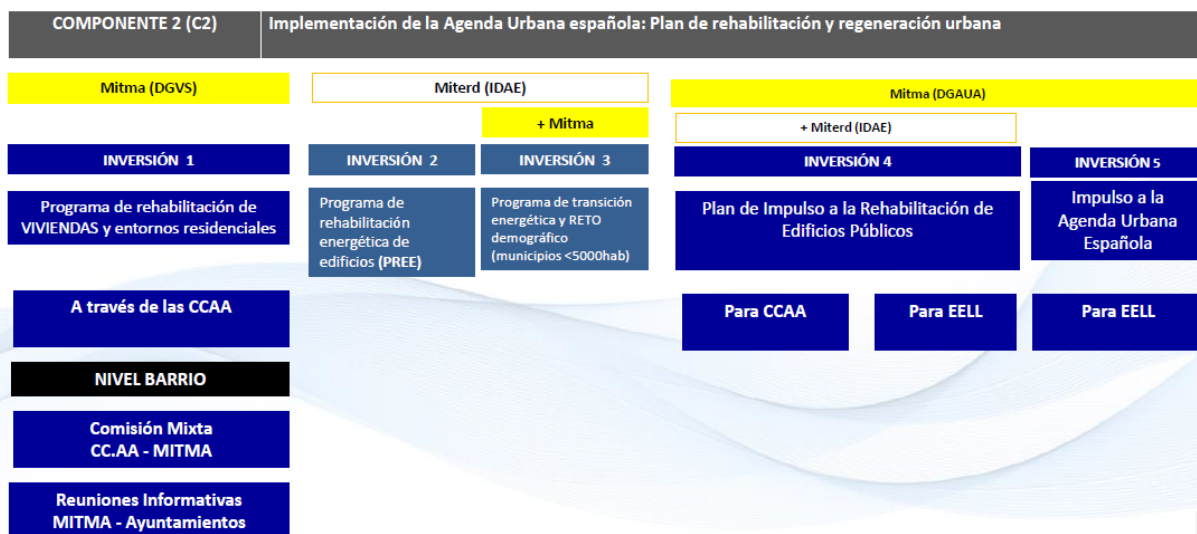 COMPONENTE 2 (C2)
Implementación de la Agenda Urbana española: Plan de rehabilitación y regeneración urbana
Mitma (DGVS)
Miterd (IDAE)
Mitma (DGAUA)
+ Mitma
+ Miterd (IDAE)
INVERSIÓN 1
INVERSIÓN 2
INVERSIÓN 3
INVERSIÓN 4
INVERSIÓN 5
Programa de rehabilitación de
VIVIENDAS y entornos residenciales
Programa de
rehabilitación
energética de
edificios (PREE)
Programa de transición
energética y RETO
demográfico
(municipios <5000hab)
Plan de Impulso a la Rehabilitación de
Edificios Públicos
Impulso a la
Agenda Urbana
Española
A través de las CCAA
Para CCAA
Para EELL
Para EELL
NIVEL BARRIO
Comisión Mixta
CC.AA - MITMA
Reuniones Informativas
MITMA - Ayuntamientos